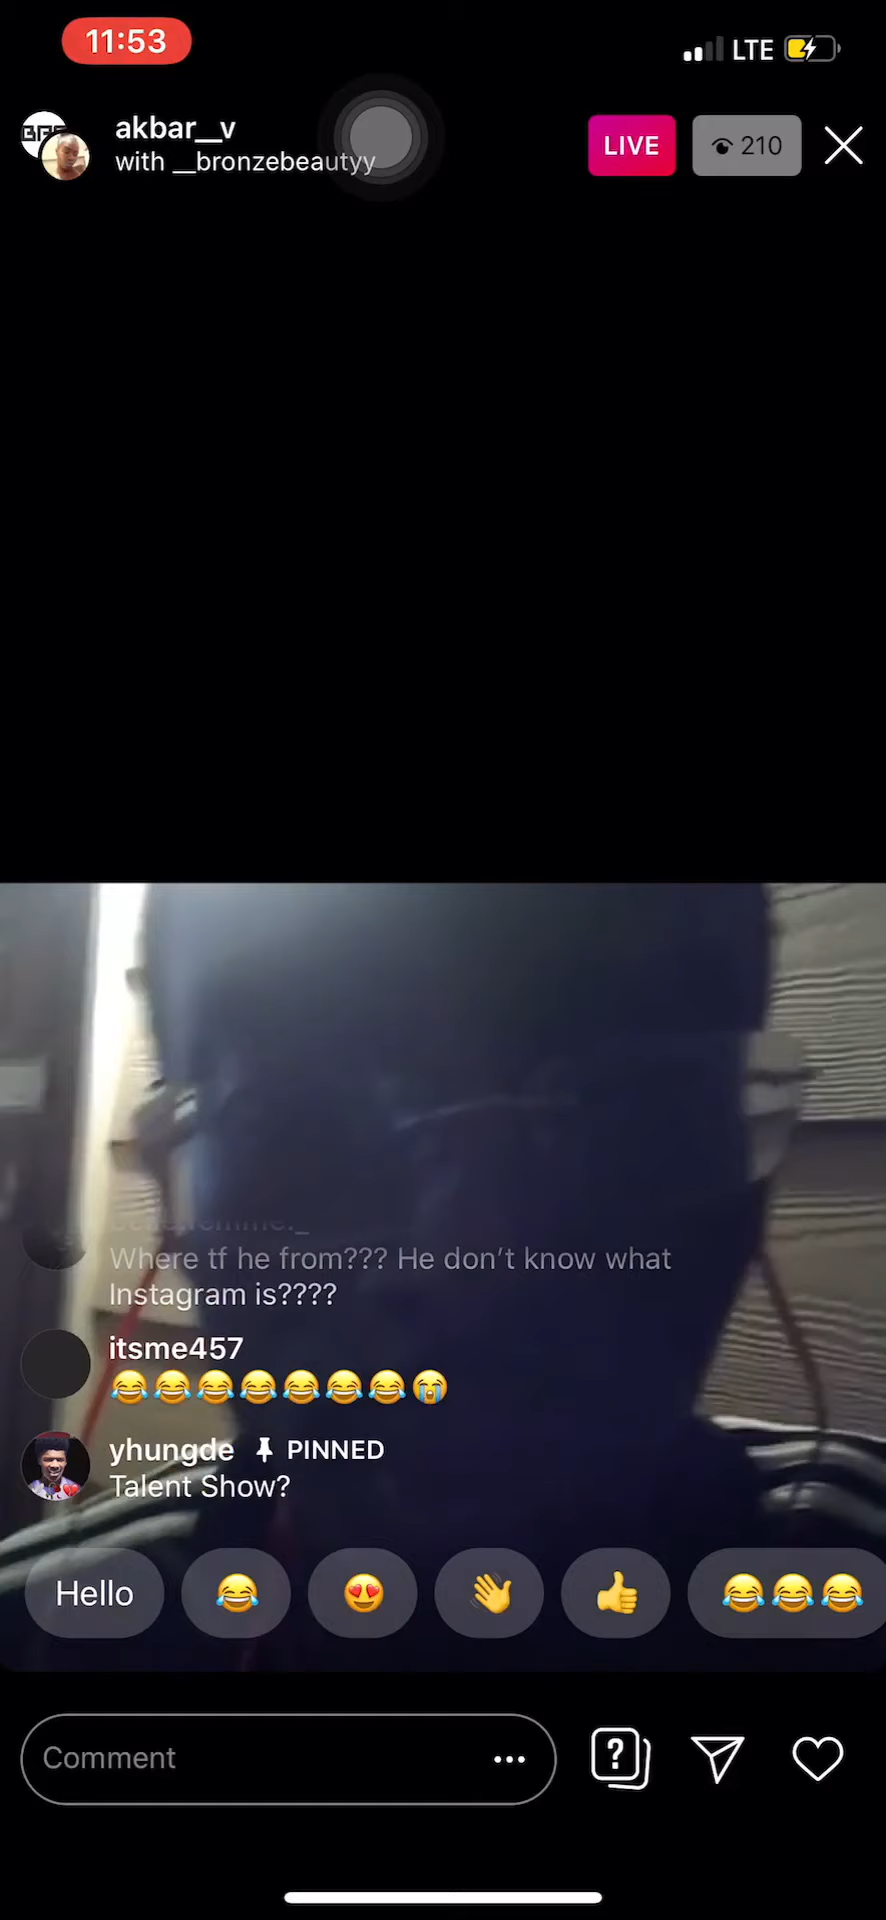 11:53
LTE
akbar__v
with __bronzebeautyy
LIVE
210
Where tf he from??? He don't know what
Instagram is????
itsme457
😂😂😂😂😂😂😂😭
yhungde PINNED
Talent Show?
Hello 😂 😍 👋 👍 😂😂😂
Comment